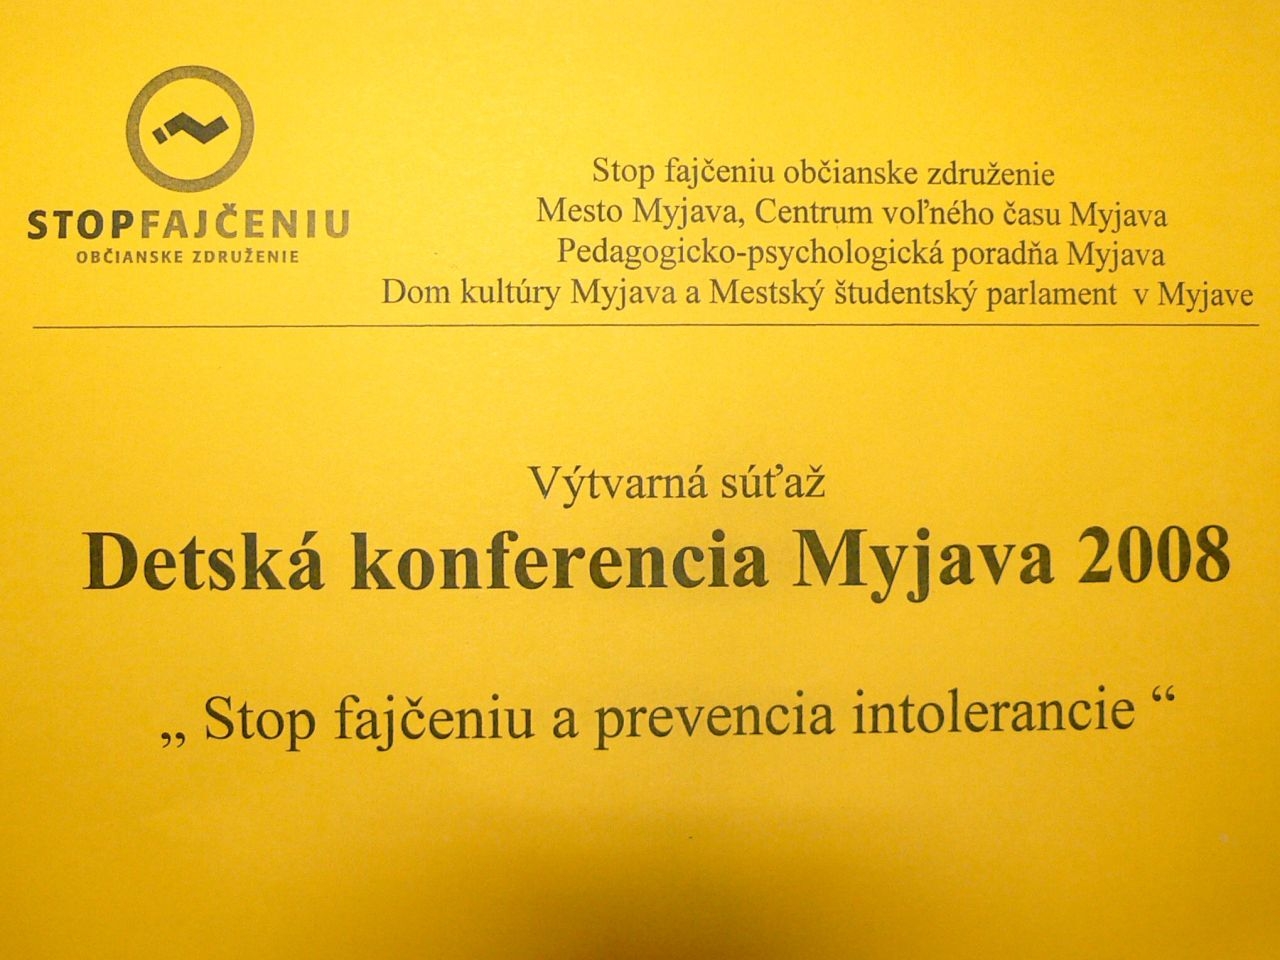 STOPFAJČENIU
OBČIANSKE ZDRUŽENIE
Stop fajčeniu občianske združenie
Mesto Myjava, Centrum voľného času Myjava
Pedagogicko-psychologická poradňa Myjava
Dom kultúry Myjava a Mestský študentský parlament v Myjave
Výtvarná súťaž
Detská konferencia Myjava 2008
„ Stop fajčeniu a prevencia intolerancie “